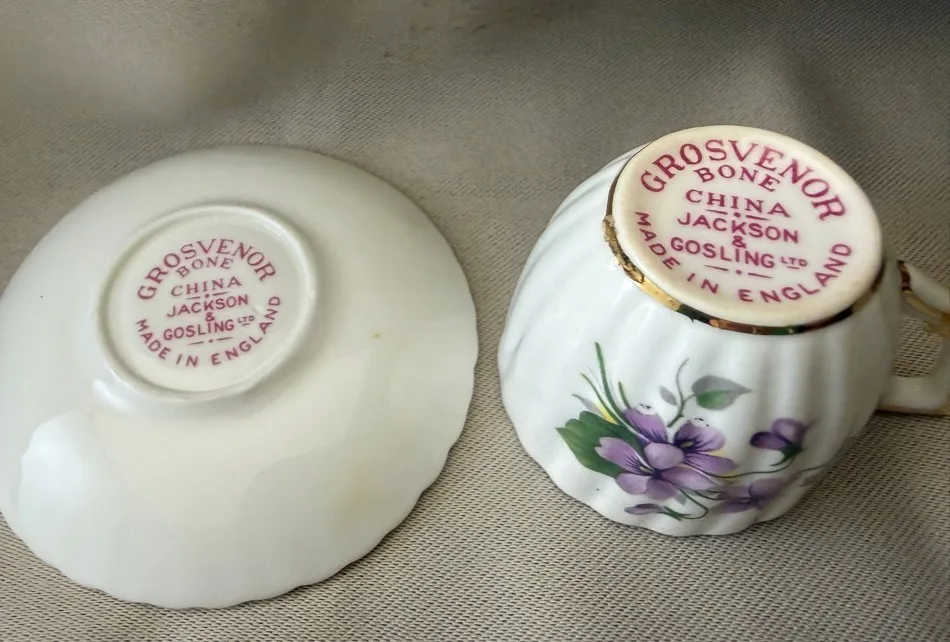 GROSVENOR
BONE
CHINA
JACKSON
&
GOSLING LTD
MADE IN ENGLAND
GROSVENOR
BONE
CHINA
JACKSON
&
GOSLING LTD
MADE IN ENGLAND